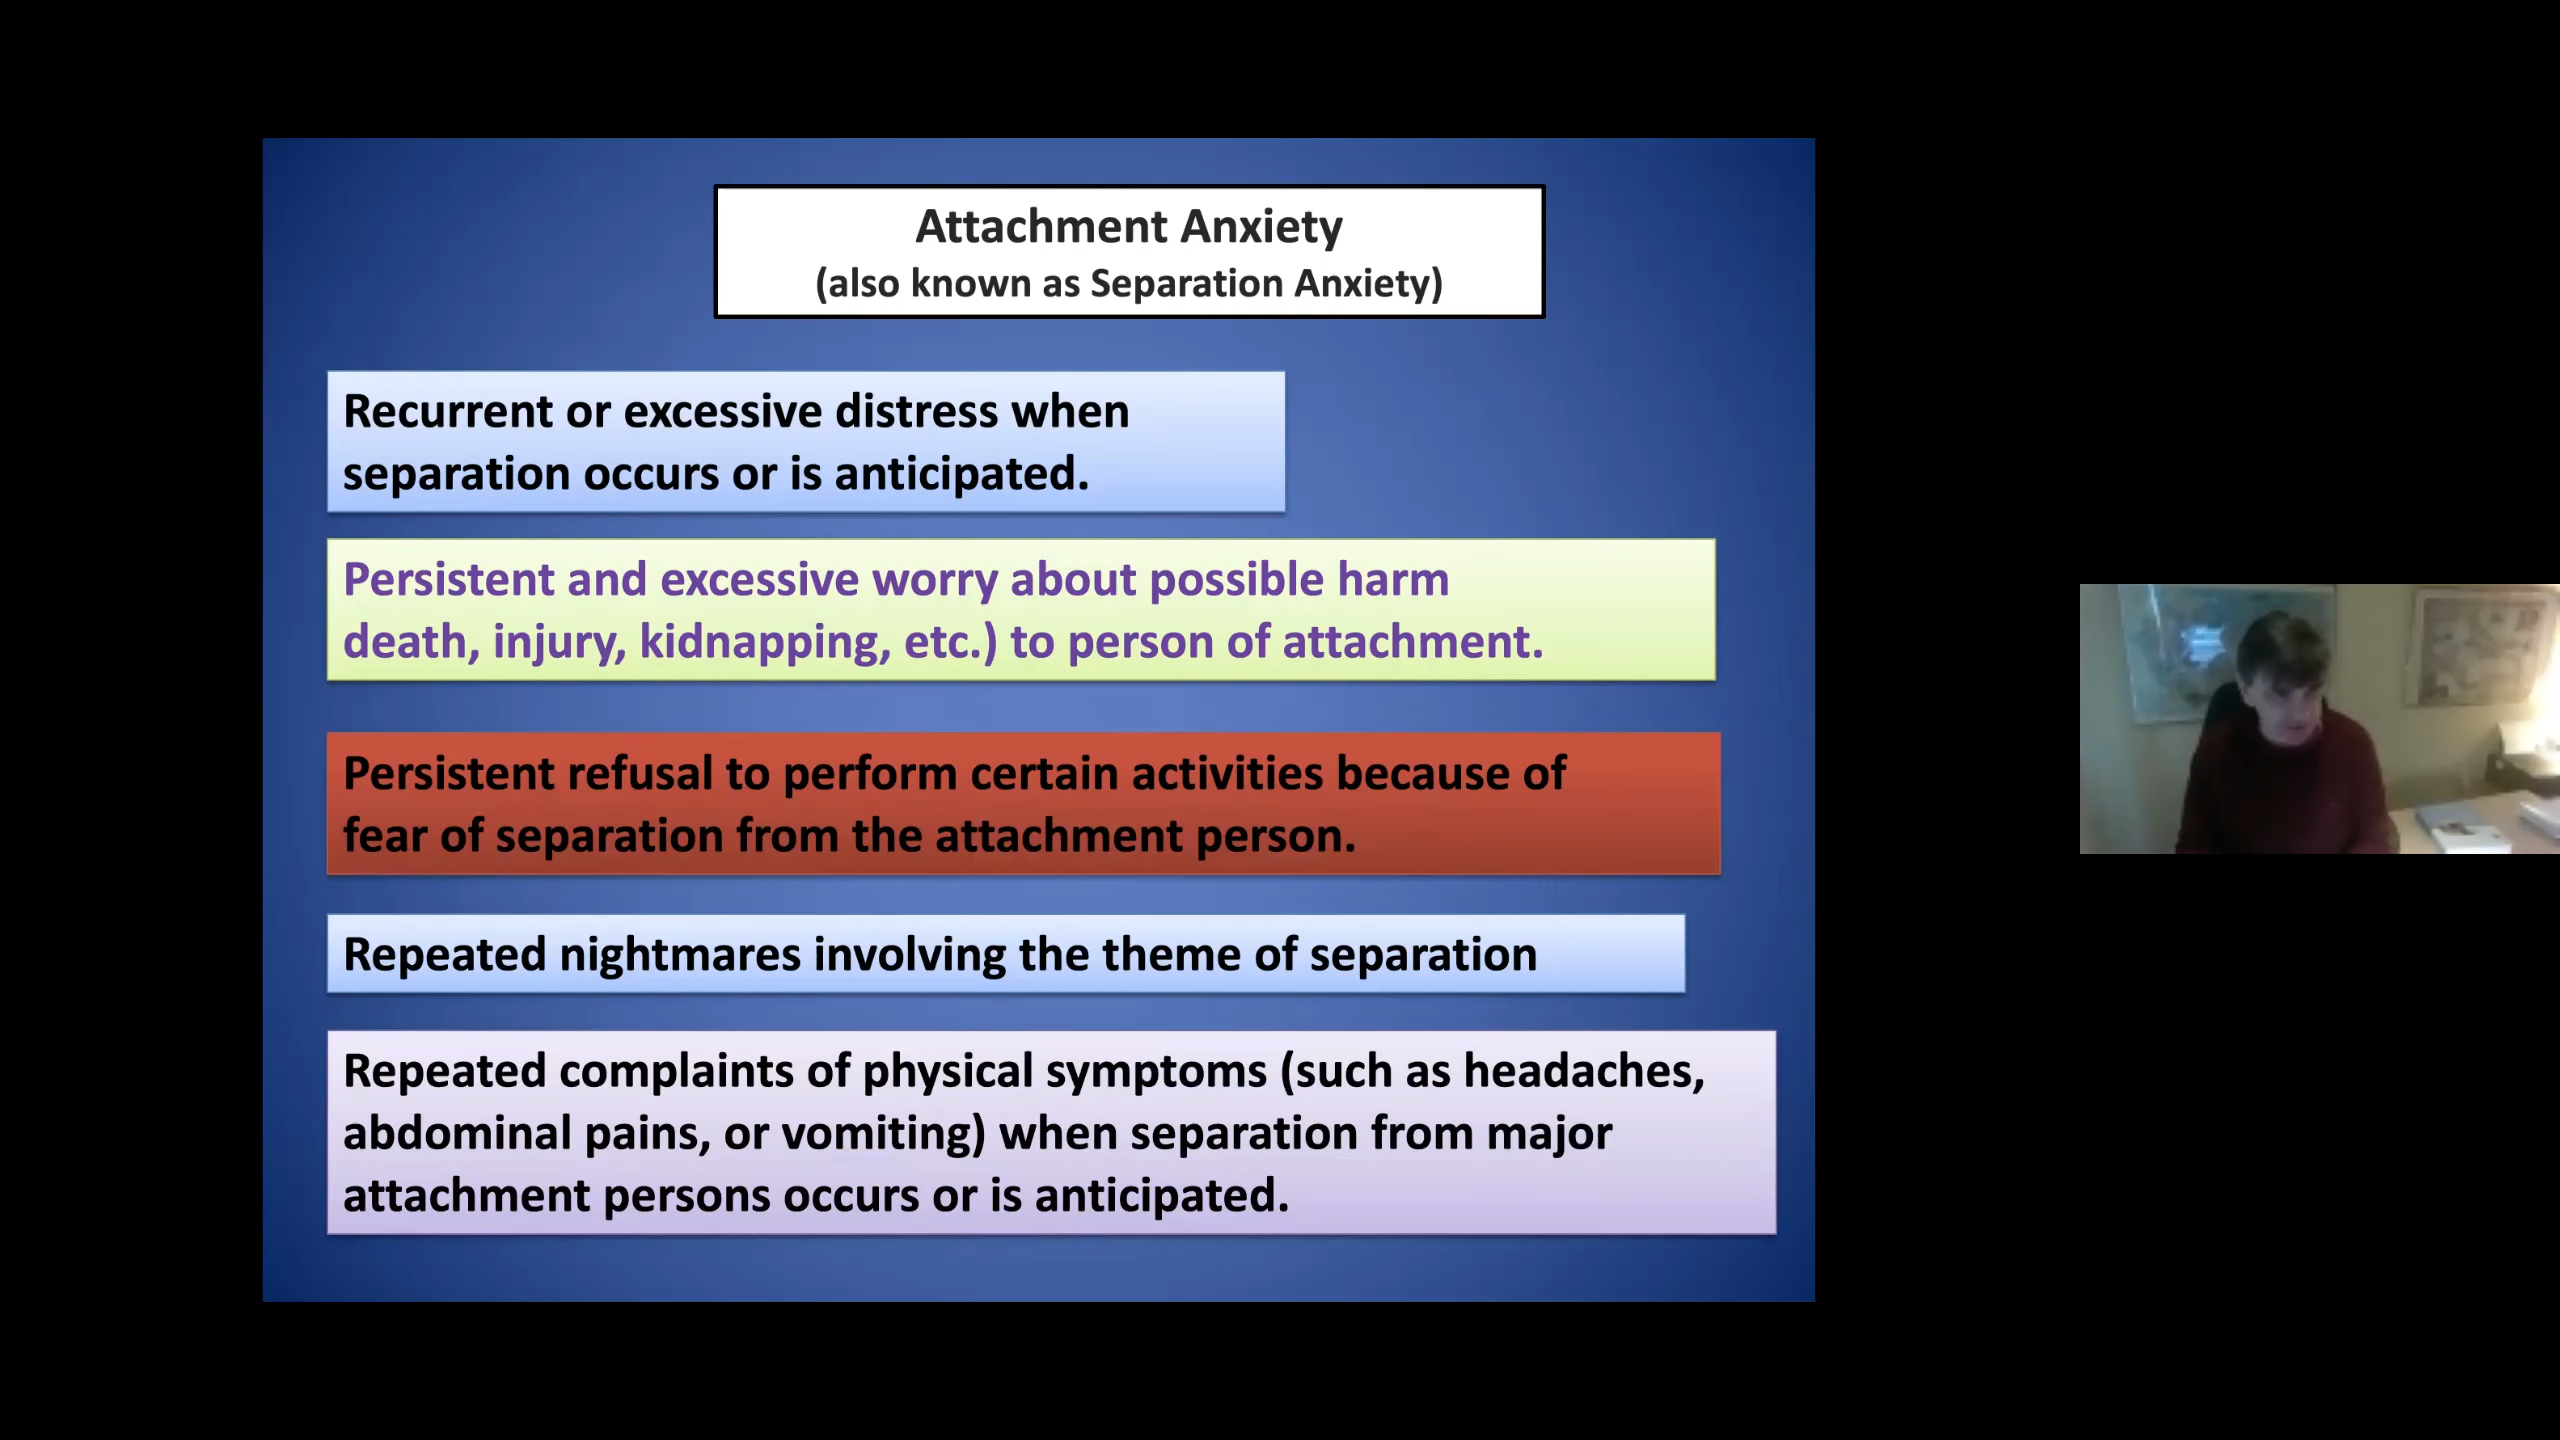 Attachment Anxiety
(also known as Separation Anxiety)
Recurrent or excessive distress when
separation occurs or is anticipated.
Persistent and excessive worry about possible harm
death, injury, kidnapping, etc.) to person of attachment.
Persistent refusal to perform certain activities because of
fear of separation from the attachment person.
Repeated nightmares involving the theme of separation
Repeated complaints of physical symptoms (such as headaches,
abdominal pains, or vomiting) when separation from major
attachment persons occurs or is anticipated.